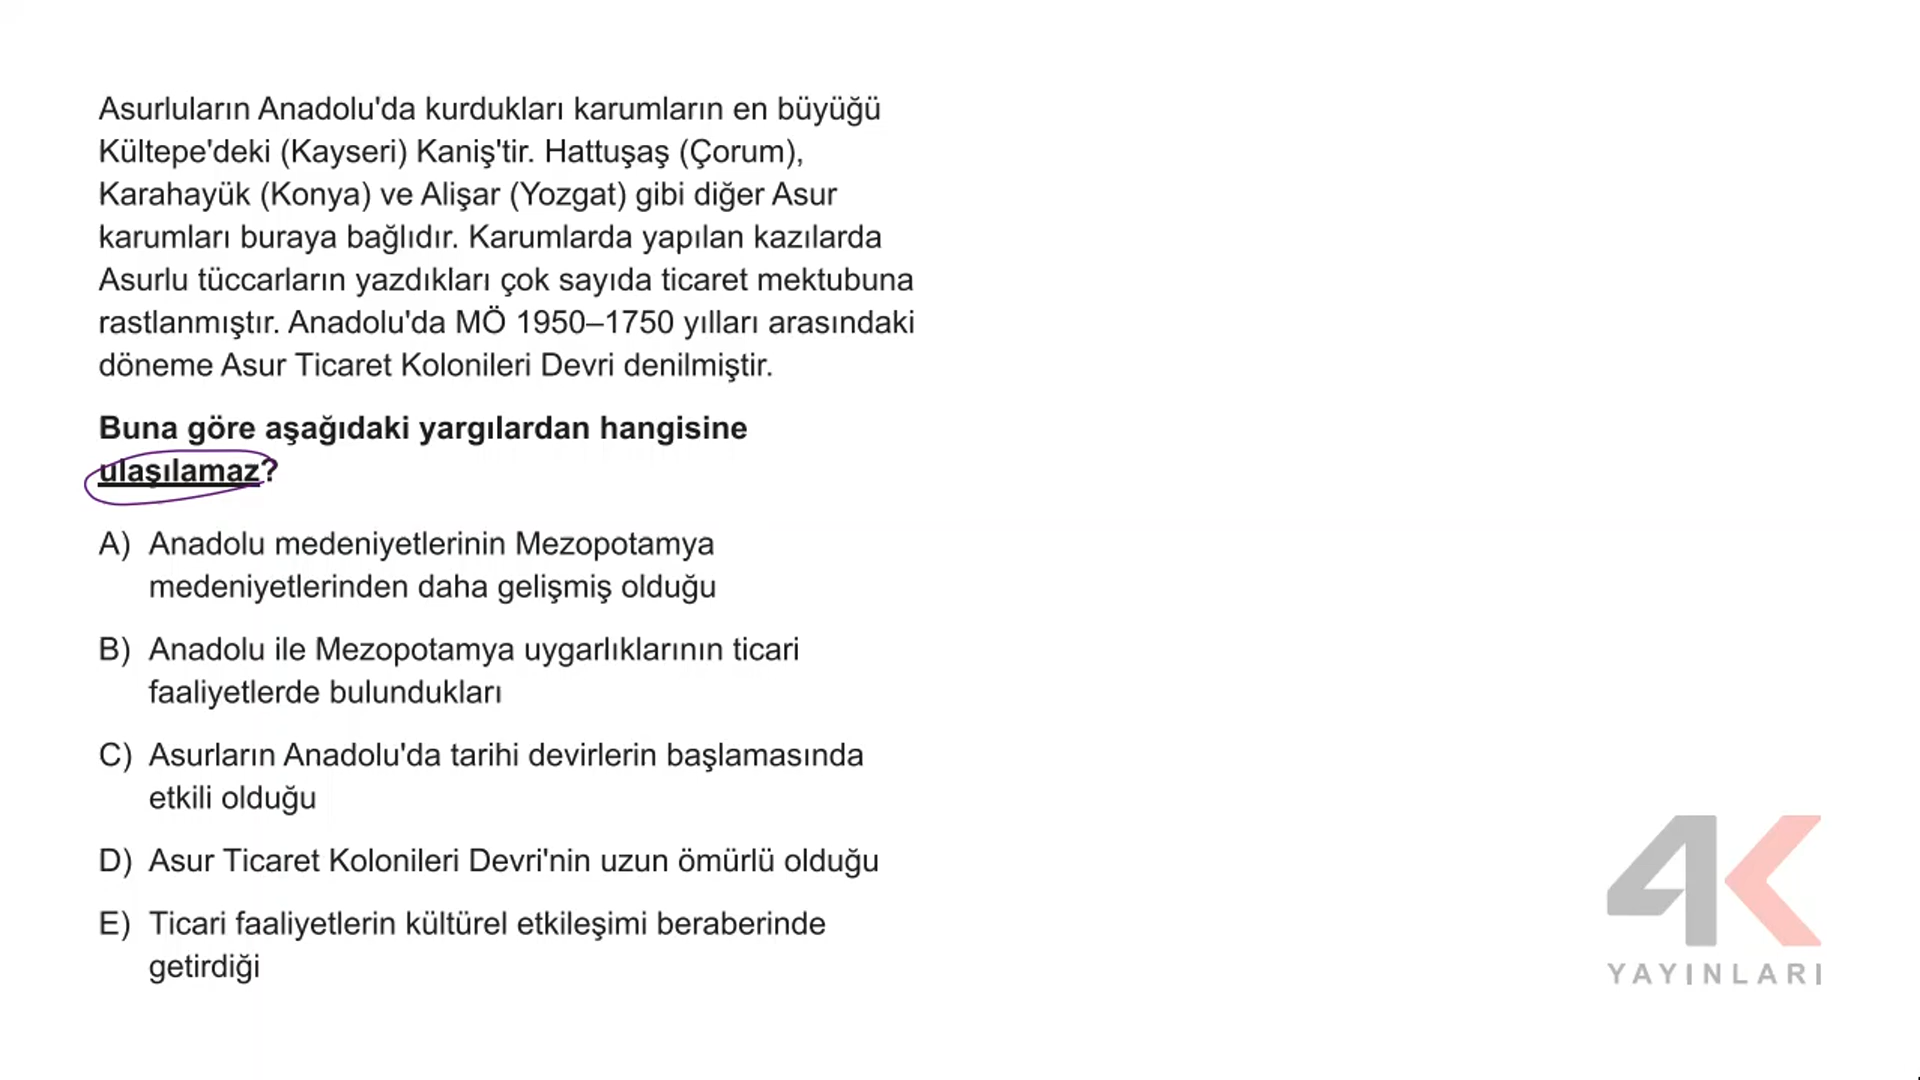 Asurluların Anadolu'da kurdukları karumların en büyüğü
Kültepe'deki (Kayseri) Kaniş'tir. Hattuşaş (Çorum),
Karahayük (Konya) ve Alişar (Yozgat) gibi diğer Asur
karumları buraya bağlıdır. Karumlarda yapılan kazılarda
Asurlu tüccarların yazdıkları çok sayıda ticaret mektubuna
rastlanmıştır. Anadolu'da MÖ 1950–1750 yılları arasındaki
döneme Asur Ticaret Kolonileri Devri denilmiştir.
Buna göre aşağıdaki yargılardan hangisine
ulaşılamaz?
A) Anadolu medeniyetlerinin Mezopotamya
medeniyetlerinden daha gelişmiş olduğu
B) Anadolu ile Mezopotamya uygarlıklarının ticari
faaliyetlerde bulundukları
C) Asurların Anadolu'da tarihi devirlerin başlamasında
etkili olduğu
D) Asur Ticaret Kolonileri Devri'nin uzun ömürlü olduğu
E) Ticari faaliyetlerin kültürel etkileşimi beraberinde
getirdiği
4K
YAYINLARI